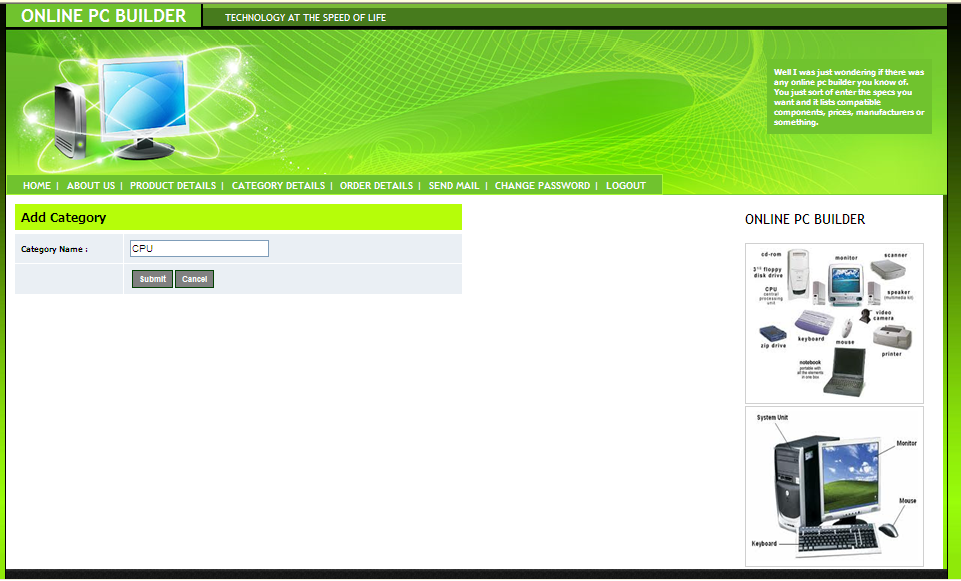 ONLINE PC BUILDER
TECHNOLOGY AT THE SPEED OF LIFE
Well I was just wondering if there was
any online pc builder you know of.
You just sort of enter the specs you
want and it lists compatible
components, prices, manufacturers or
something.
HOME | ABOUT US | PRODUCT DETAILS | CATEGORY DETAILS | ORDER DETAILS | SEND MAIL | CHANGE PASSWORD | LOGOUT
Add Category
Category Name :
CPU
Submit
Cancel
ONLINE PC BUILDER
cd-rom
monitor
scanner
3" floppy
disk drive
CPU
central
processing
unit
speaker
(multimedia kit)
video
camera
zip drive
keyboard
mouse
printer
notebook
portable with
all the elements
in one box
System Unit
Monitor
Mouse
Keyboard